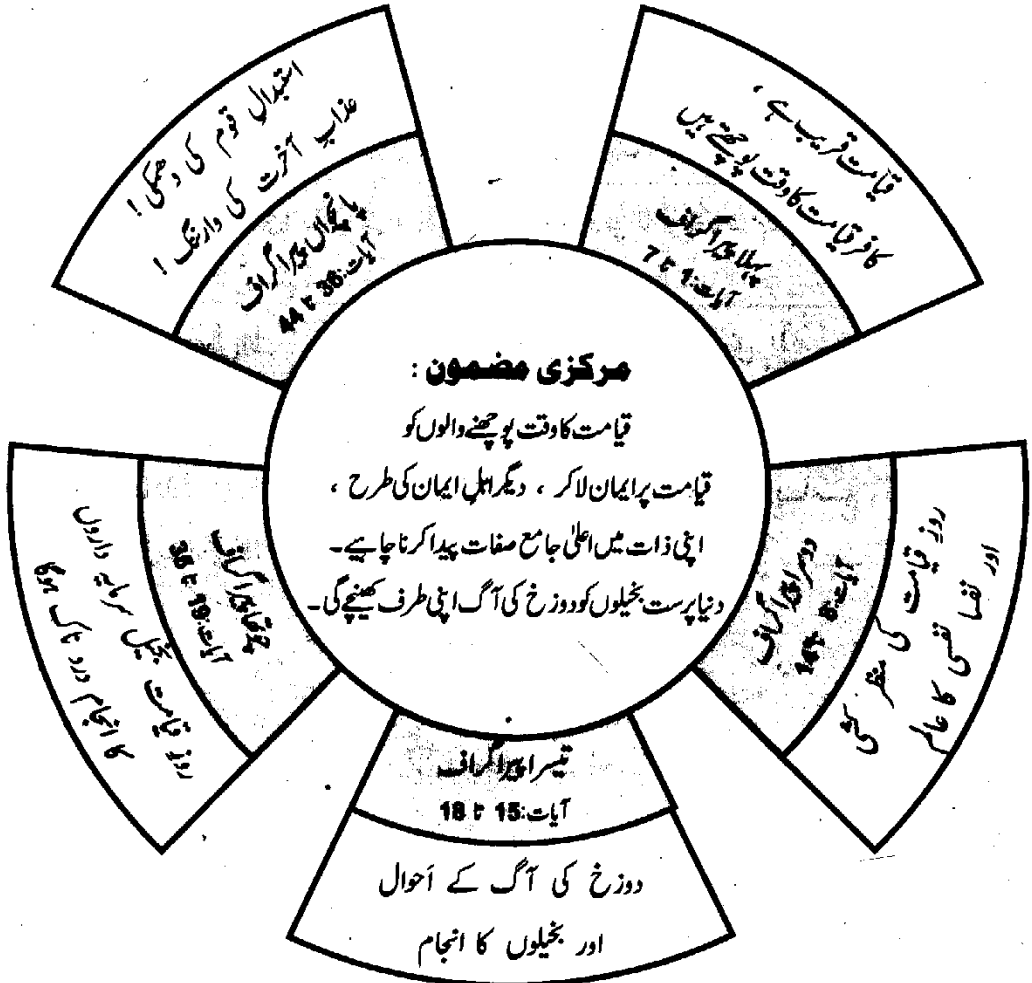 مرکزی مضمون :
قیامت کا وقت پوچھنے والوں کو
قیامت پر ایمان لاکر ، دیگر اہلِ ایمان کی طرح ،
اپنی ذات میں اعلیٰ جامع صفات پیدا کرنا چاہیے۔
دنیا پرست بخیلوں کو دوزخ کی آگ اپنی طرف کھینچے گی۔
قیامت قریب ہے ،
کافر قیامت کا وقت پوچھتے ہیں
پہلا پیراگراف
آیات:1 تا 7
روزِ قیامت کی منظر کشی
اور نفسا نفسی کا عالم
دوسرا پیراگراف
آیات:8 تا 14
تیسرا پیراگراف
آیات:15 تا 18
دوزخ کی آگ کے اَحوال
اور بخیلوں کا انجام
چوتھا پیراگراف
آیات:19 تا 35
روزِ قیامت بخیل سرمایہ داروں
کا انجام درد ناک ہوگا
استبدالِ قوم کی دھمکی !
عذابِ آخرت کی وارننگ !
پانچواں پیراگراف
آیات:36 تا 44